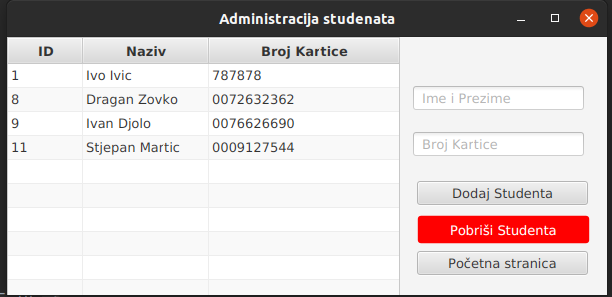 Administracija studenata
ID Naziv Broj Kartice
1 Ivo Ivic 787878
8 Dragan Zovko 0072632362
9 Ivan Djolo 0076626690
11 Stjepan Martic 0009127544
Ime i Prezime
Broj Kartice
Dodaj Studenta
Pobriši Studenta
Početna stranica